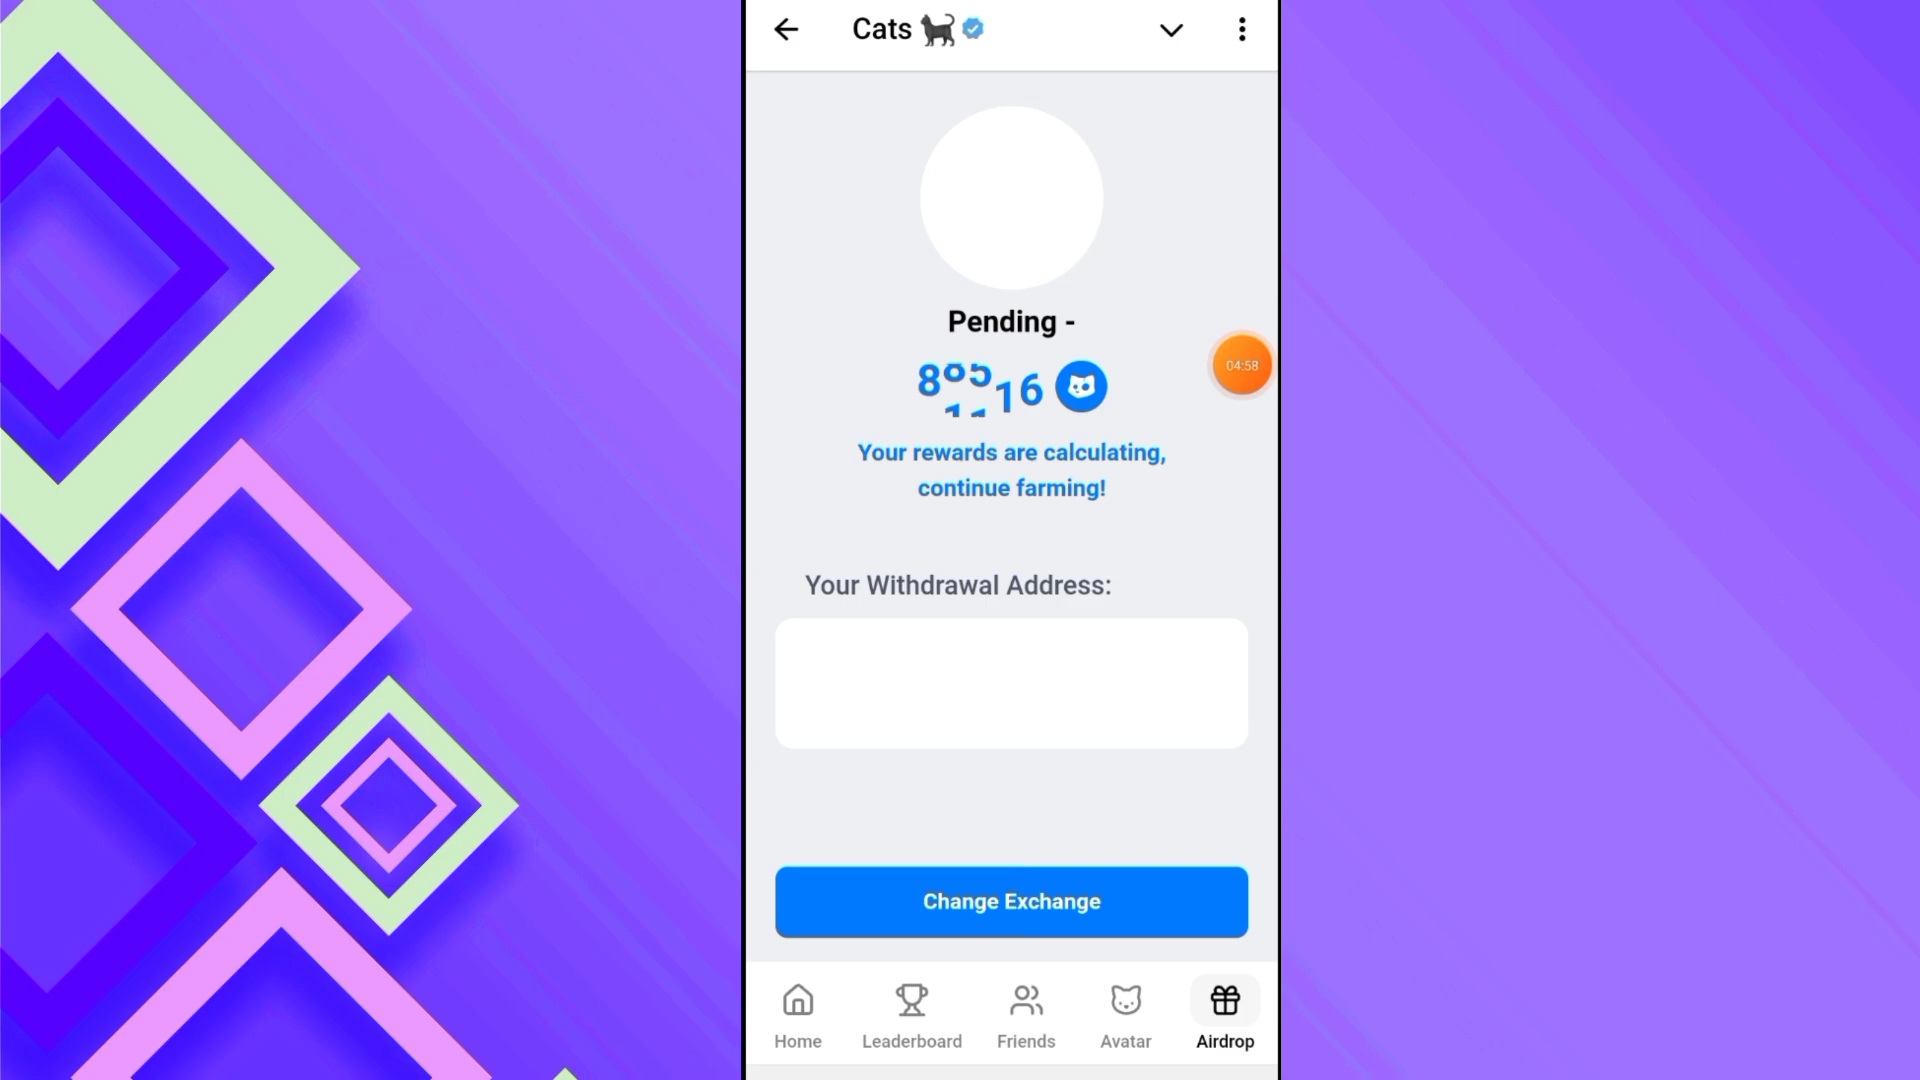 Cats
Pending -
04:58
Your rewards are calculating,
continue farming!
Your Withdrawal Address:
Change Exchange
Home
Leaderboard
Friends
Avatar
Airdrop